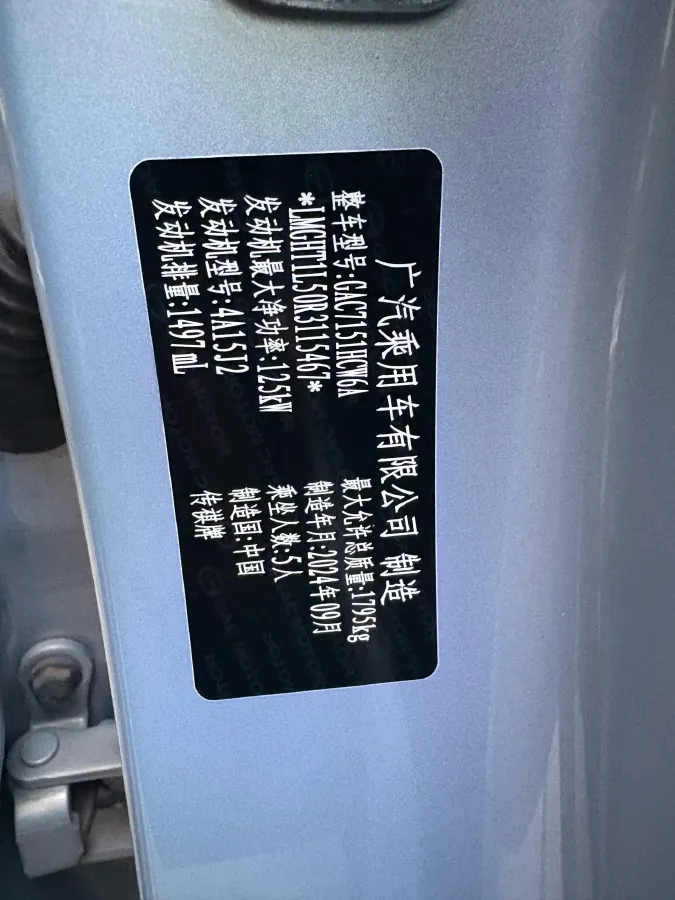 广汽乘用车有限公司 制造
整车型号:GAC7151HCW6A 最大允许总质量:1795kg
*LMGHT1L50R3115467* 制造年月:2024年09月
发动机最大净功率:125kW 乘坐人数:5人
发动机型号:4A15J2 制造国:中国
发动机排量:1497 mL 传祺牌